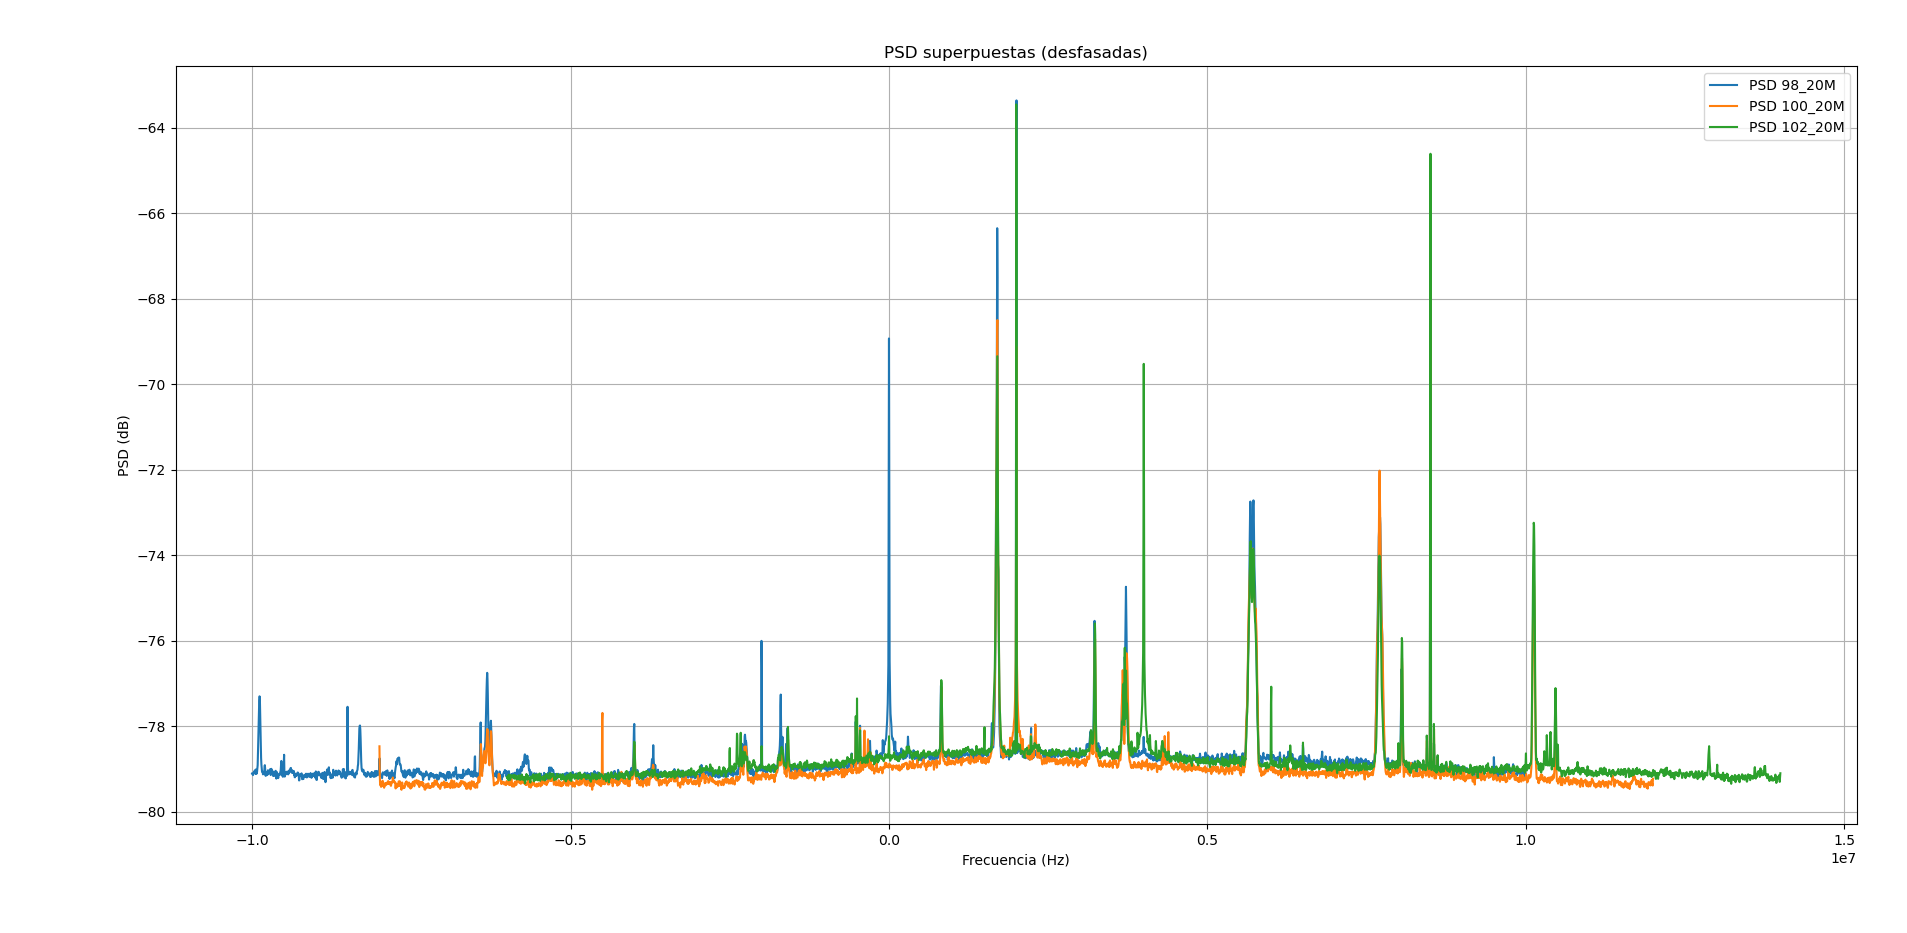 PSD superpuestas (desfasadas)
PSD 98_20M
PSD 100_20M
PSD 102_20M
PSD (dB)
−64
−66
−68
−70
−72
−74
−76
−78
−80
−1.0 −0.5 0.0 0.5 1.0 1.5
1e7
Frecuencia (Hz)